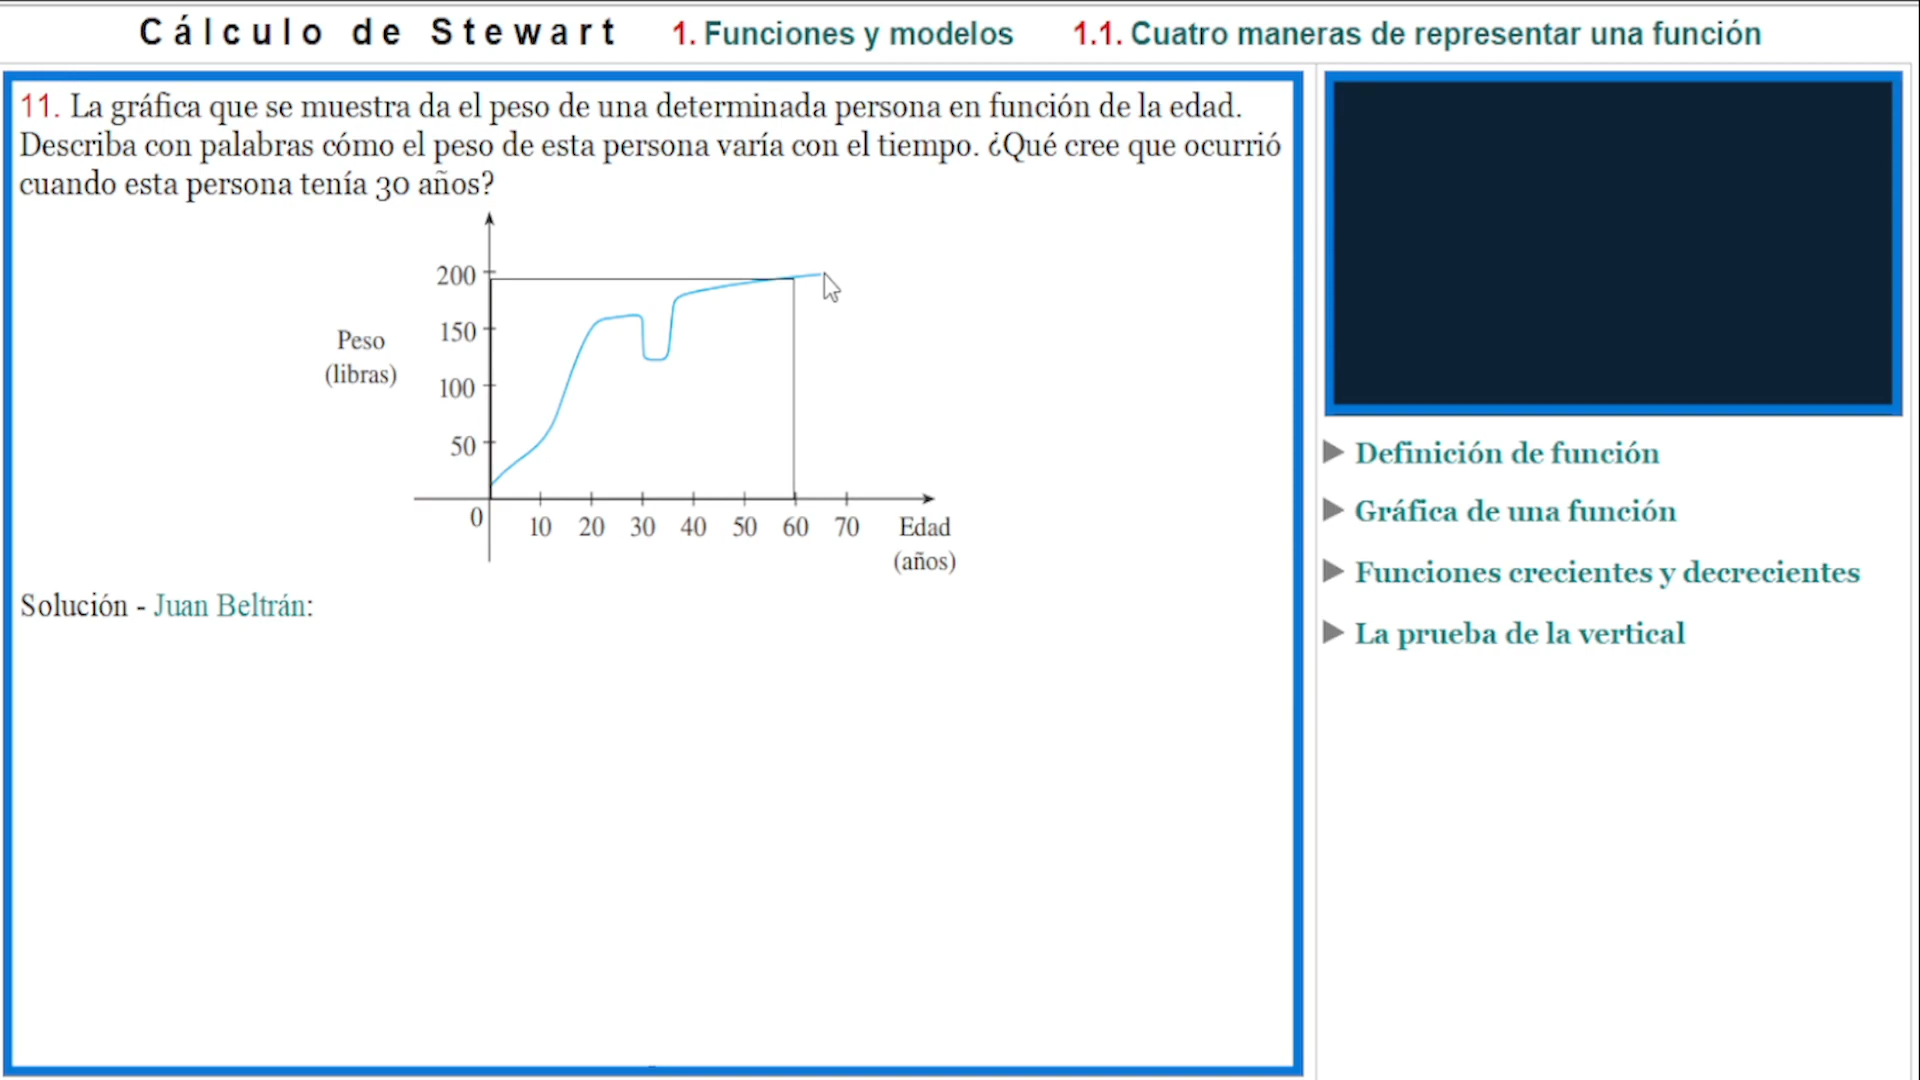 Cálculo de Stewart 1. Funciones y modelos 1.1. Cuatro maneras de representar una función
11. La gráfica que se muestra da el peso de una determinada persona en función de la edad.
Describa con palabras cómo el peso de esta persona varía con el tiempo. ¿Qué cree que ocurrió
cuando esta persona tenía 30 años?
200
150
100
50
0
Peso
(libras)
10 20 30 40 50 60 70 Edad
(años)
Solución - Juan Beltrán:
Definición de función
Gráfica de una función
Funciones crecientes y decrecientes
La prueba de la vertical